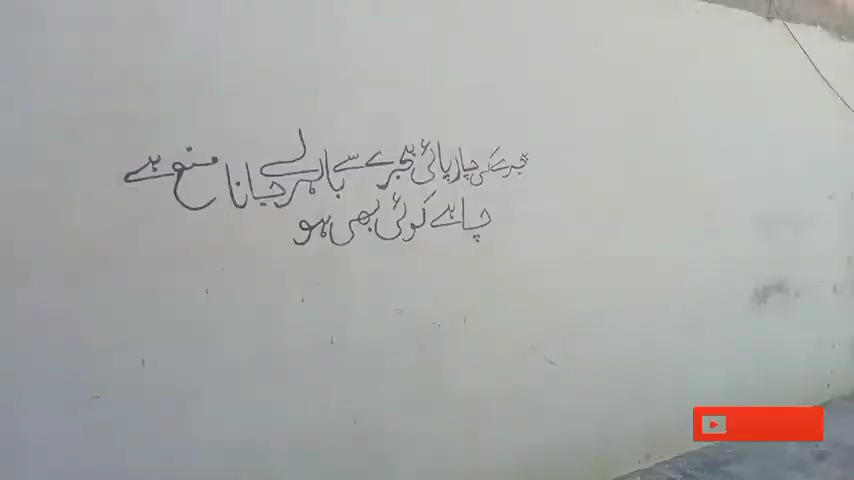 حجرے کی چارپائی حجرے سے باہر لے جانا منع ہے
چاہے کوئی بھی ہو